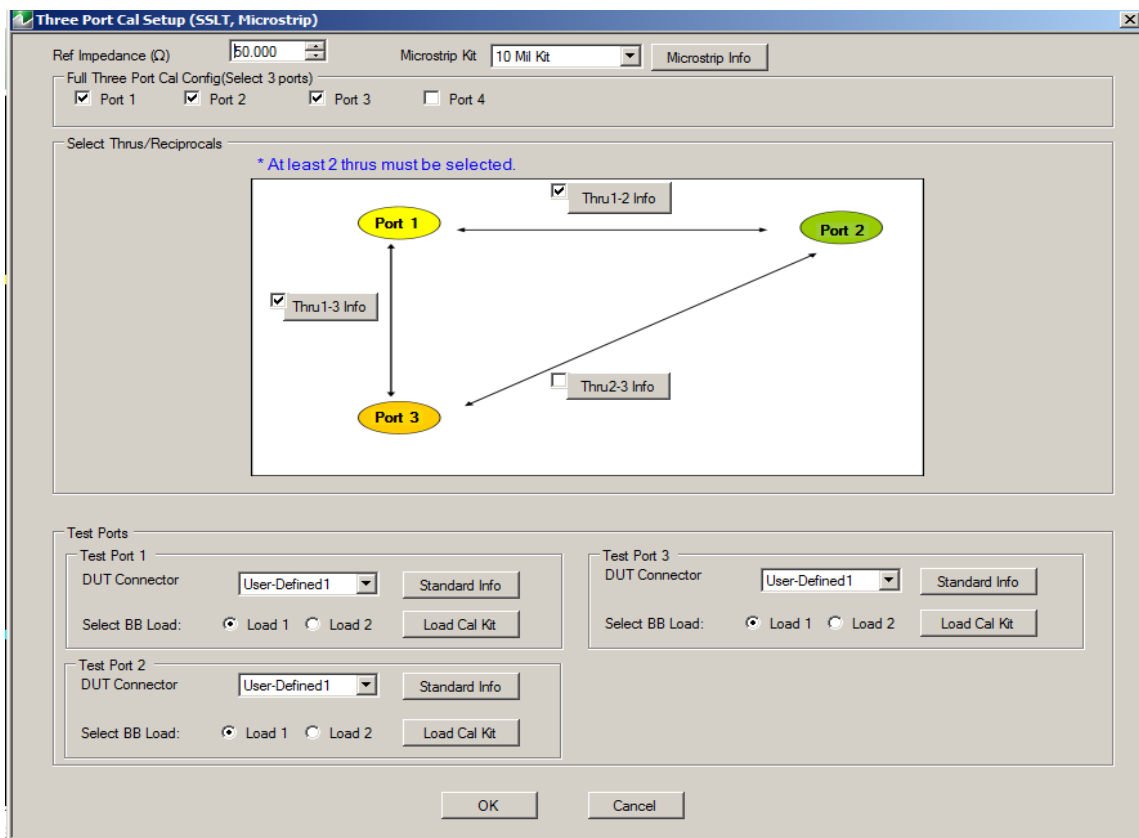 Three Port Cal Setup (SSLT, Microstrip)
Ref Impedance (Ω) 50.000 Microstrip Kit 10 Mil Kit Microstrip Info
Full Three Port Cal Config(Select 3 ports)
Port 1 Port 2 Port 3 Port 4
Select Thrus/Reciprocals
* At least 2 thrus must be selected.
Thru1-2 Info
Port 1
Port 2
Thru1-3 Info
Thru2-3 Info
Port 3
Test Ports
Test Port 1
DUT Connector User-Defined1 Standard Info
Select BB Load: Load 1 Load 2 Load Cal Kit
Test Port 3
DUT Connector User-Defined1 Standard Info
Select BB Load: Load 1 Load 2 Load Cal Kit
Test Port 2
DUT Connector User-Defined1 Standard Info
Select BB Load: Load 1 Load 2 Load Cal Kit
OK Cancel